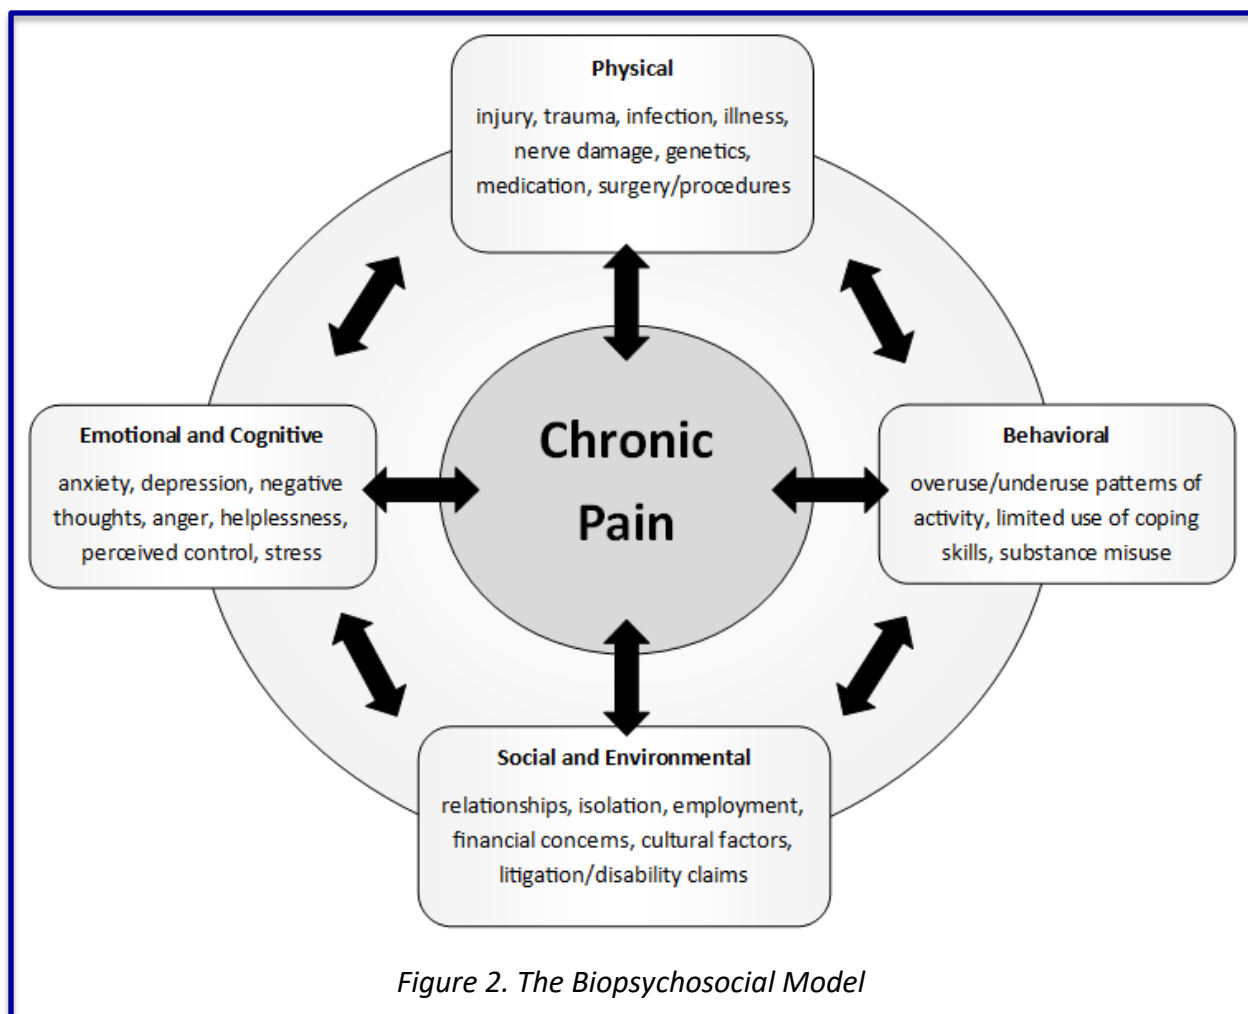 Physical
injury, trauma, infection, illness,
nerve damage, genetics,
medication, surgery/procedures
Emotional and Cognitive
anxiety, depression, negative
thoughts, anger, helplessness,
perceived control, stress
Chronic
Pain
Behavioral
overuse/underuse patterns of
activity, limited use of coping
skills, substance misuse
Social and Environmental
relationships, isolation, employment,
financial concerns, cultural factors,
litigation/disability claims
Figure 2. The Biopsychosocial Model